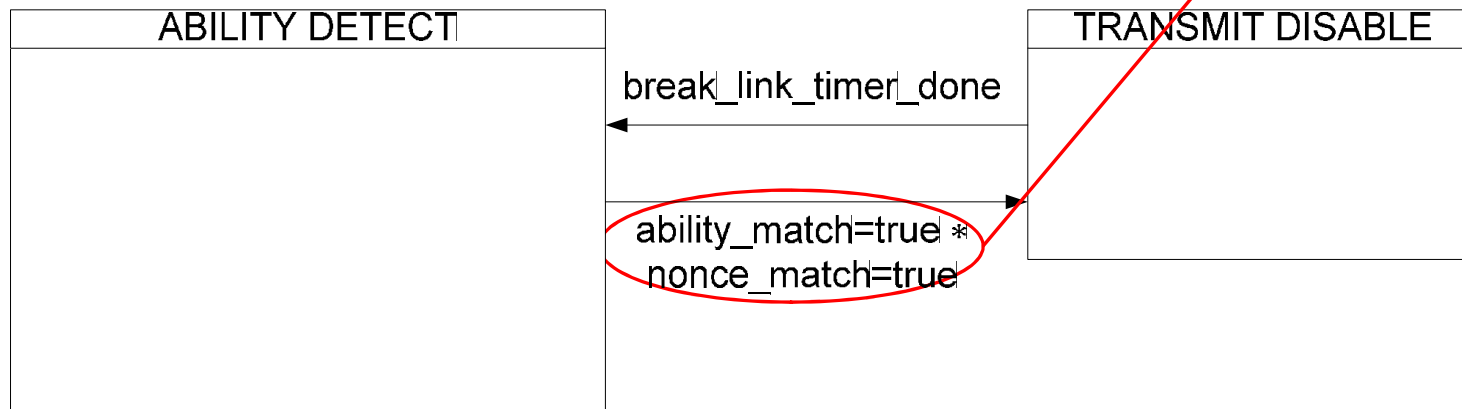 ABILITY DETECT
TRANSMIT DISABLE
break_link_timer_done
ability_match=true *
nonce_match=true